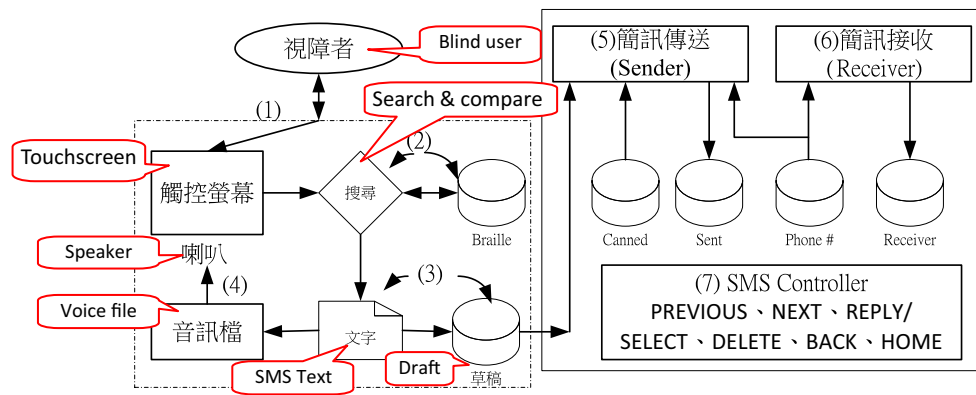 視障者
Blind user
(1)
Search & compare
Touchscreen
觸控螢幕
搜尋
(2)
Braille
Speaker
喇叭
(4)
(3)
Voice file
音訊檔
文字
SMS Text
Draft
草稿
(5)簡訊傳送
(Sender)
(6)簡訊接收
(Receiver)
Canned
Sent
Phone #
Receiver
(7) SMS Controller
PREVIOUS、NEXT、REPLY/
SELECT、DELETE、BACK、HOME